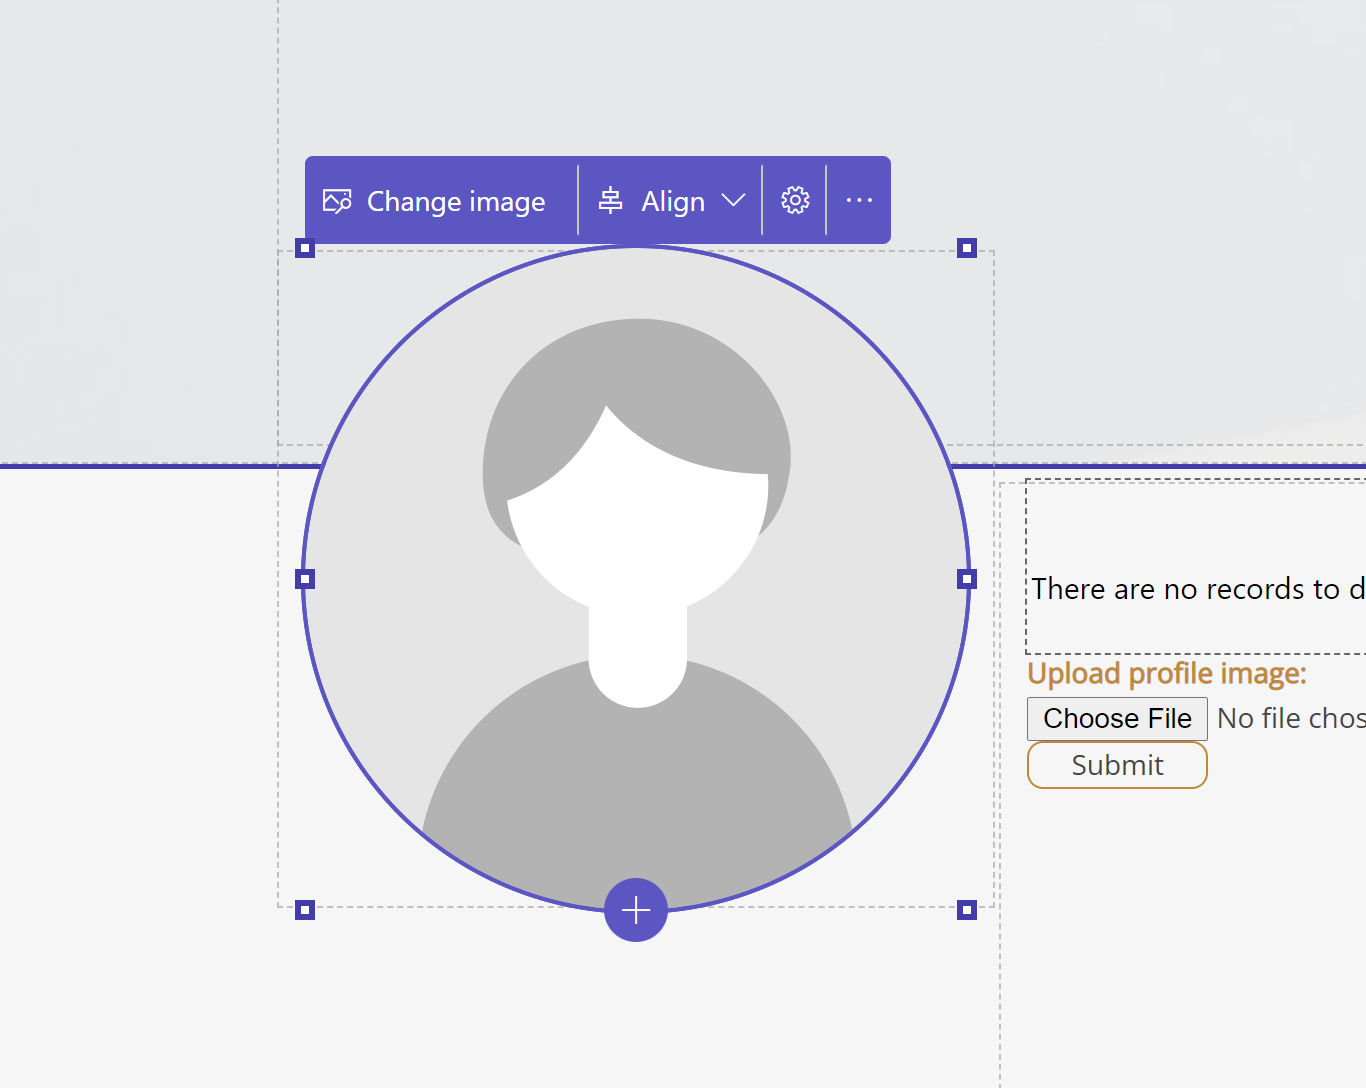 Change image
Align
There are no records to d
Upload profile image:
Choose File No file chos
Submit